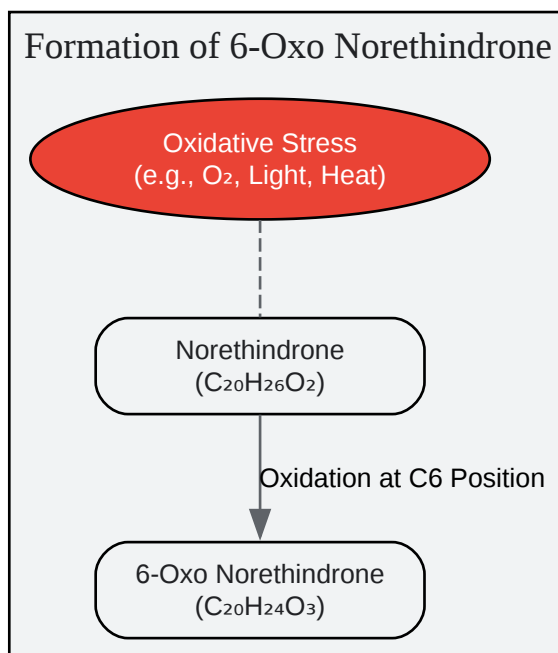 Formation of 6-Oxo Norethindrone
Oxidative Stress
(e.g., O₂, Light, Heat)
Norethindrone
(C₂₀H₂₆O₂)
Oxidation at C6 Position
6-Oxo Norethindrone
(C₂₀H₂₄O₃)